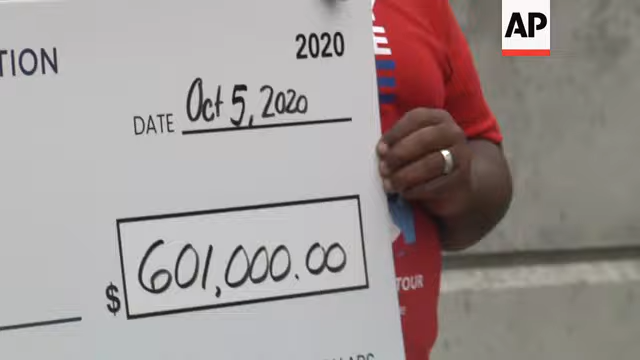 AP
TION
2020
DATE Oct 5, 2020
$ 601,000.00
TOUR